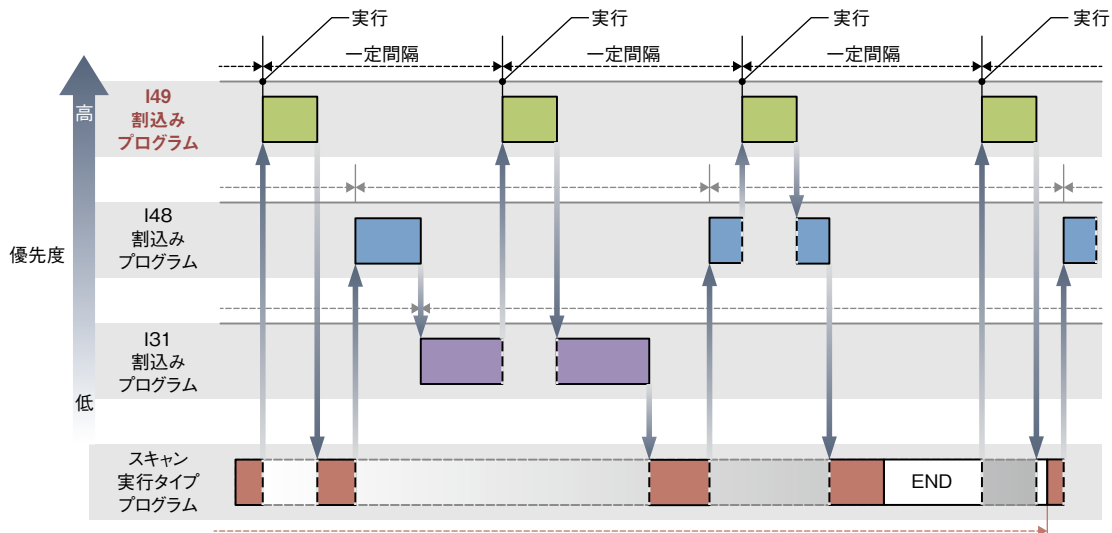 実行
実行
実行
実行
一定間隔
一定間隔
一定間隔
高
I49
割込み
プログラム
I48
割込み
プログラム
優先度
I31
割込み
プログラム
低
スキャン
実行タイプ
プログラム
END